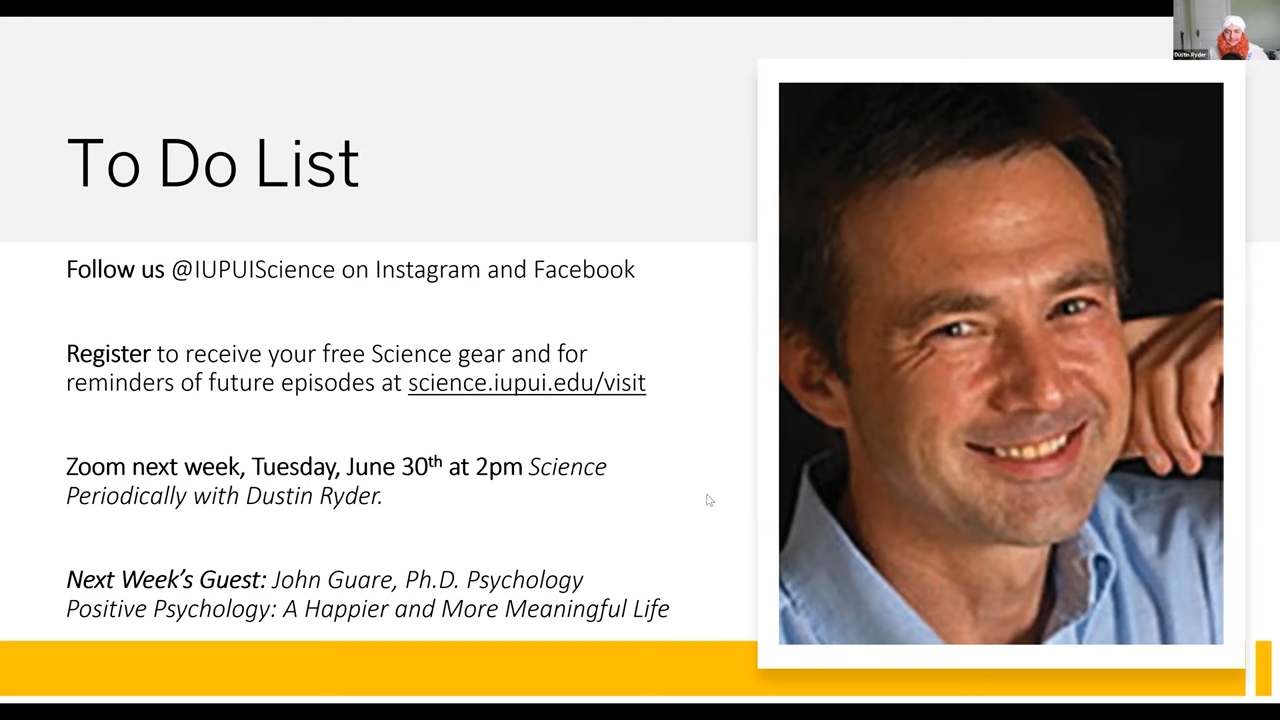 Dustin Ryder
To Do List
Follow us @IUPUIScience on Instagram and Facebook
Register to receive your free Science gear and for
reminders of future episodes at science.iupui.edu/visit
Zoom next week, Tuesday, June 30th at 2pm Science
Periodically with Dustin Ryder.
Next Week’s Guest: John Guare, Ph.D. Psychology
Positive Psychology: A Happier and More Meaningful Life